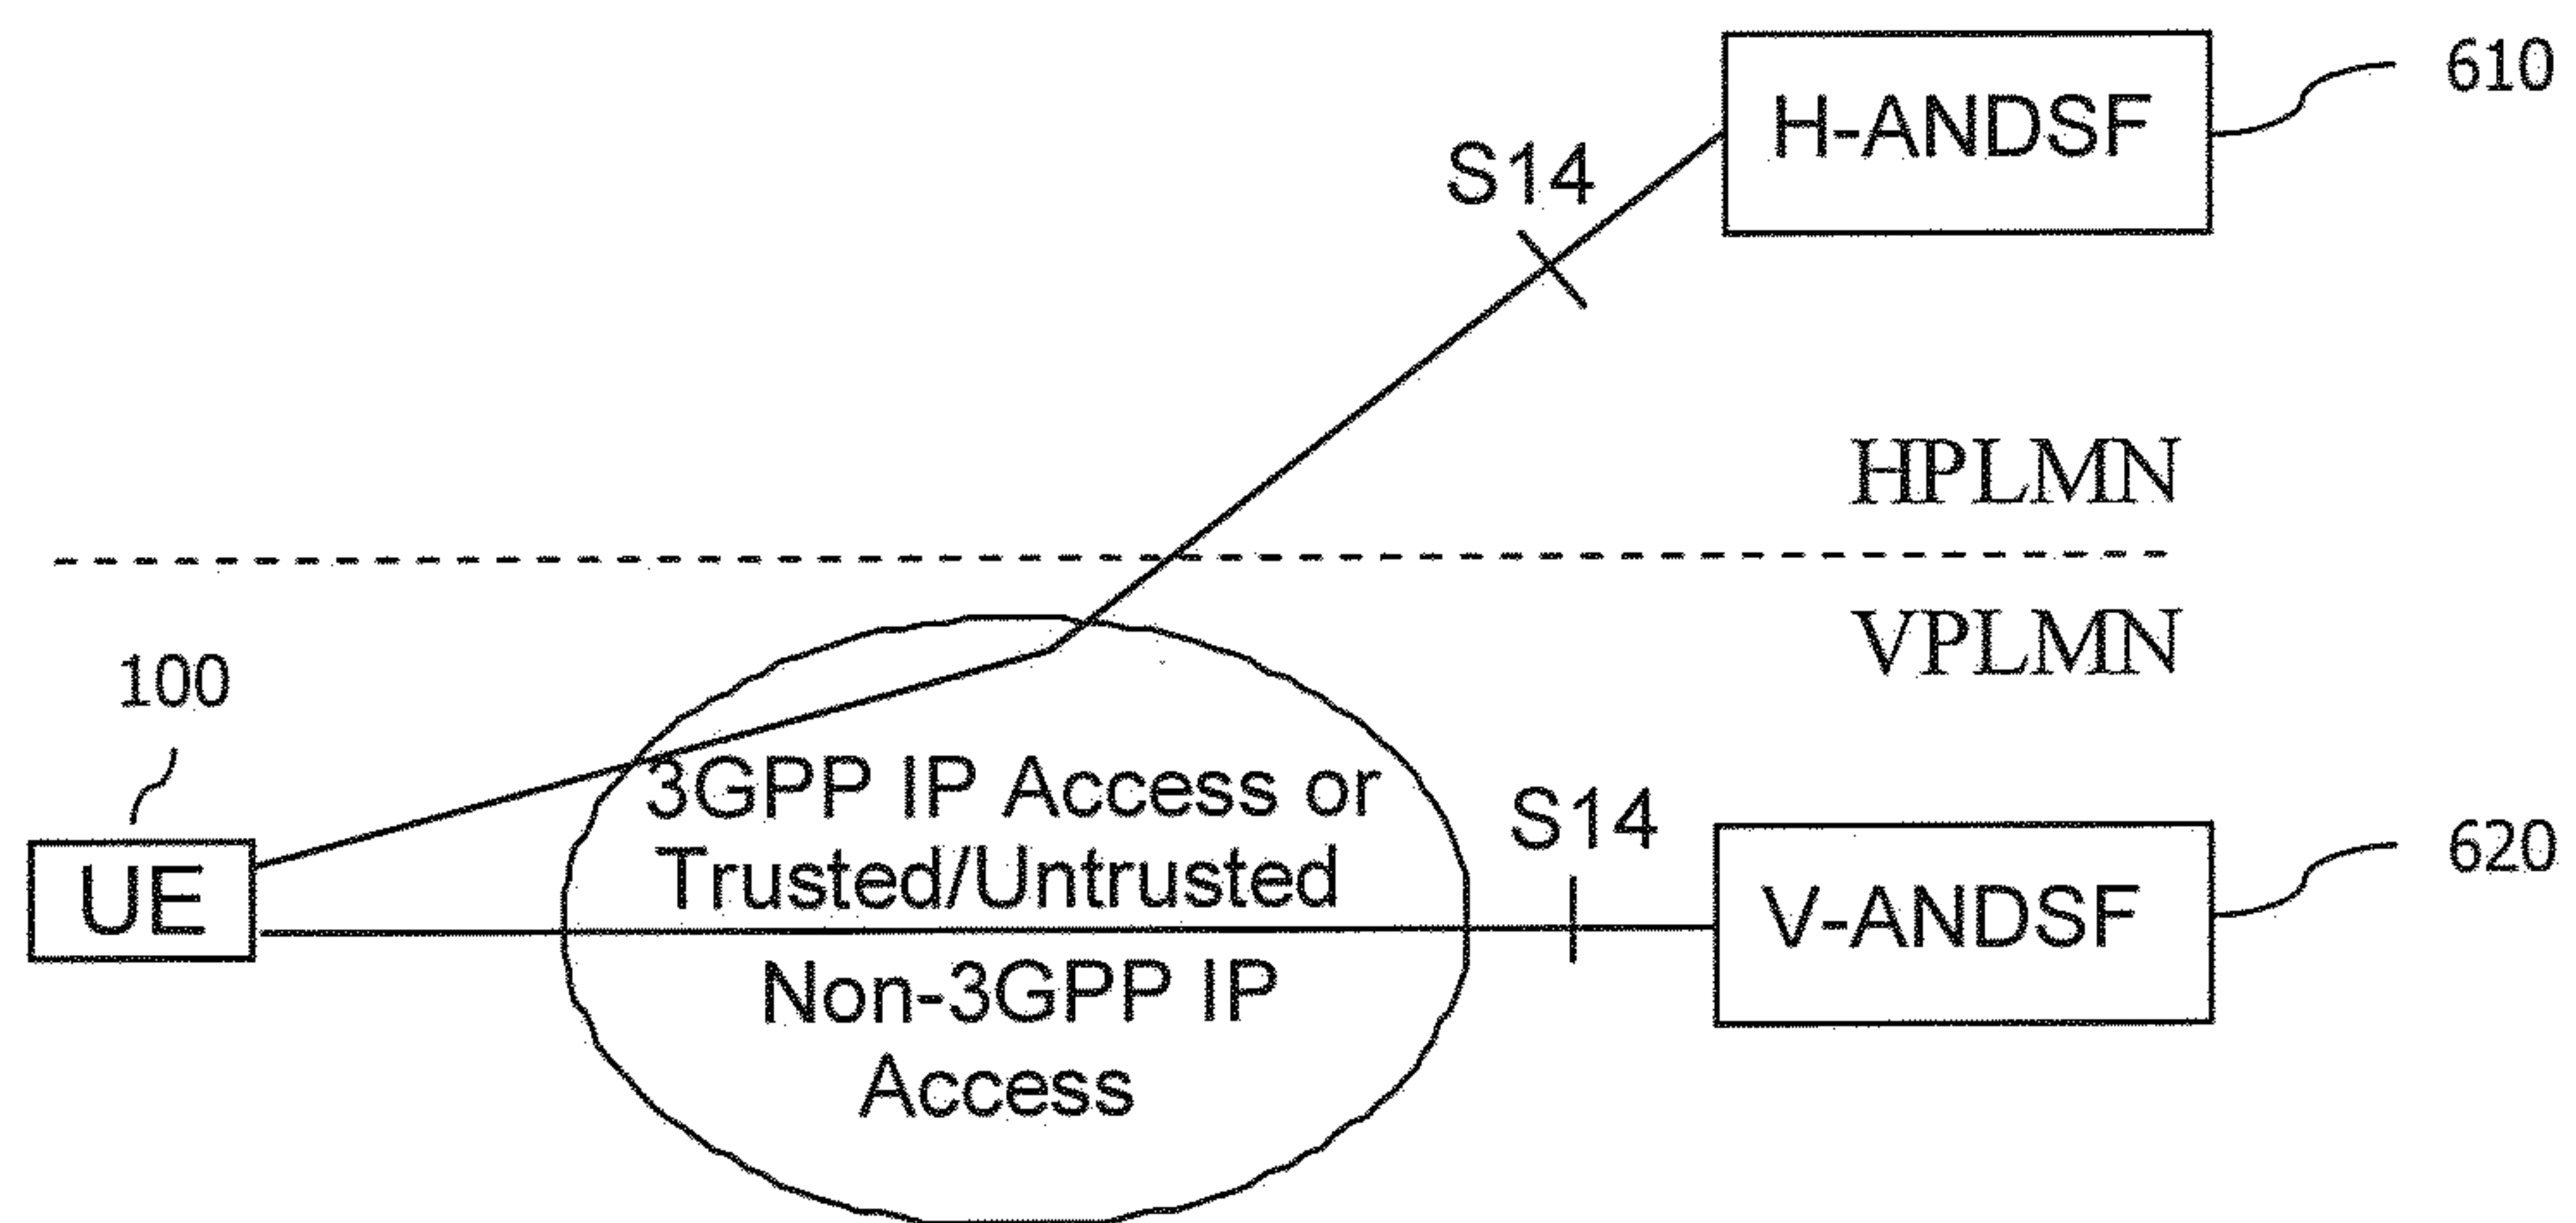 610
H-ANDSF
S14
HPLMN
VPLMN
100
3GPP IP Access or
S14
620
Trusted/Untrusted
UE
V-ANDSF
Non-3GPP IP
Access